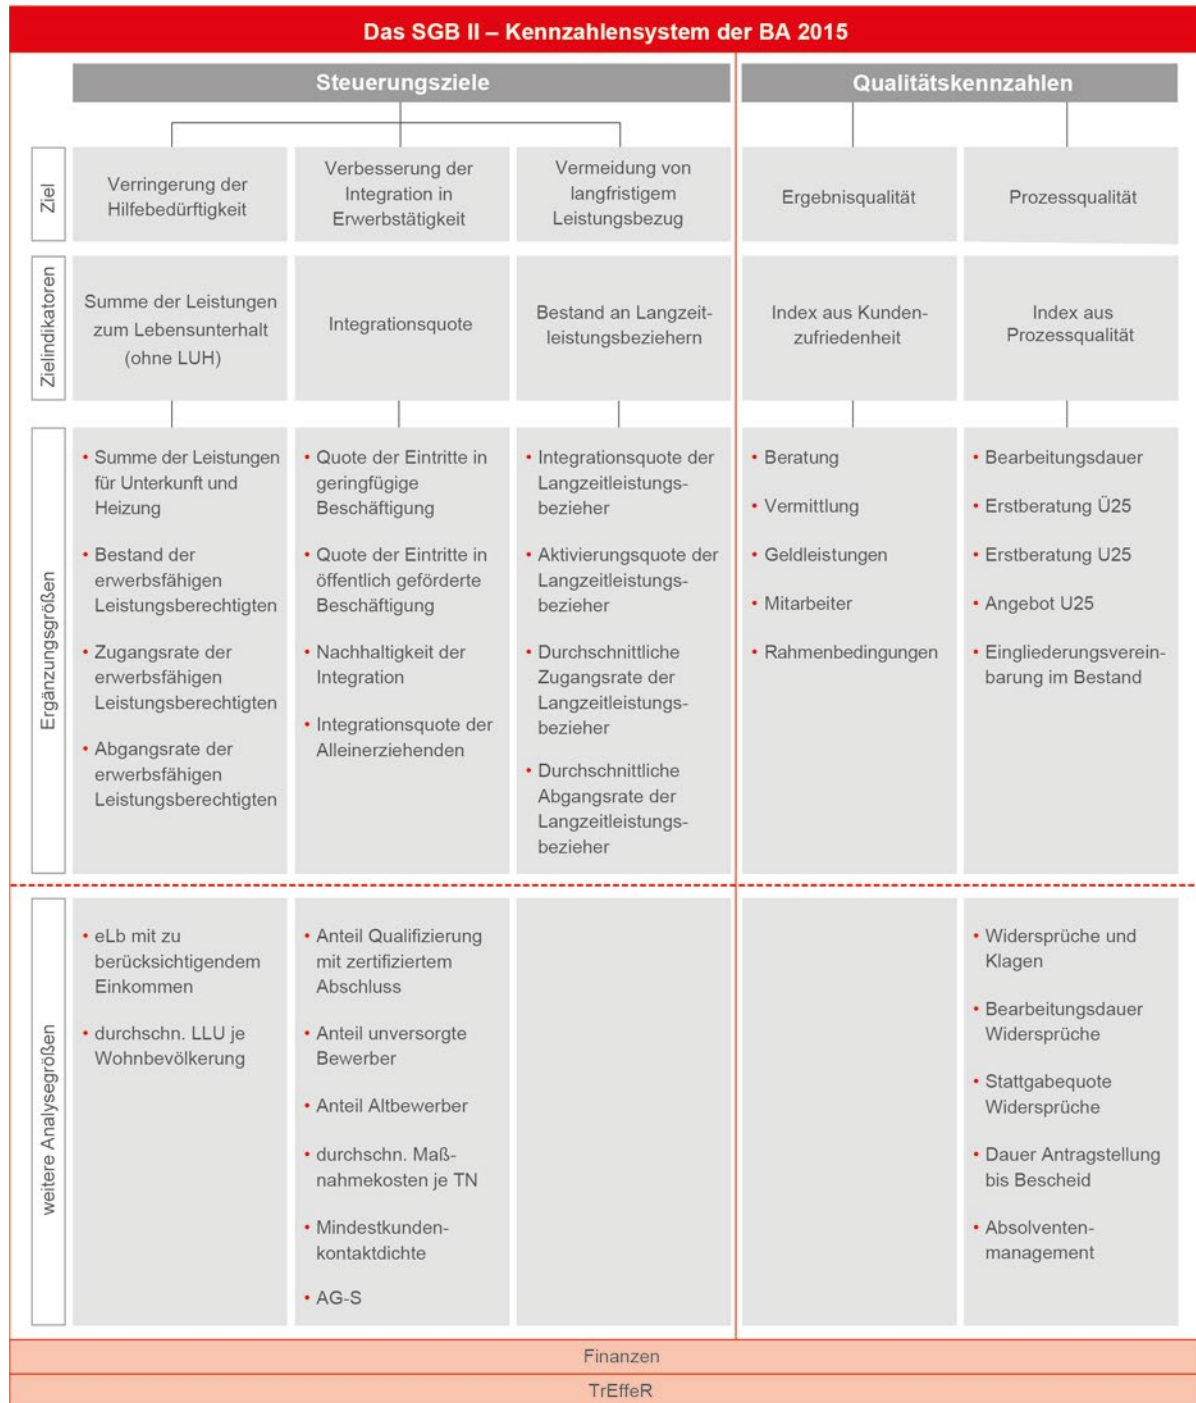 Das SGB II – Kennzahlensystem der BA 2015
Steuerungsziele
Qualitätskennzahlen
Ziel
Verringerung der
Hilfebedürftigkeit
Verbesserung der
Integration in
Erwerbstätigkeit
Vermeidung von
langfristigem
Leistungsbezug
Ergebnisqualität
Prozessqualität
Zielindikatoren
Summe der Leistungen
zum Lebensunterhalt
(ohne LUH)
Integrationsquote
Bestand an Langzeit-
leistungsbeziehern
Index aus Kunden-
zufriedenheit
Index aus
Prozessqualität
Ergänzungsgrößen
• Summe der Leistungen
für Unterkunft und
Heizung
• Bestand der
erwerbsfähigen
Leistungsberechtigten
• Zugangsrate der
erwerbsfähigen
Leistungsberechtigten
• Abgangsrate der
erwerbsfähigen
Leistungsberechtigten
• Quote der Eintritte in
geringfügige
Beschäftigung
• Quote der Eintritte in
öffentlich geförderte
Beschäftigung
• Nachhaltigkeit der
Integration
• Integrationsquote der
Alleinerziehenden
• Integrationsquote der
Langzeitleistungs-
bezieher
• Aktivierungsquote der
Langzeitleistungs-
bezieher
• Durchschnittliche
Zugangsrate der
Langzeitleistungs-
bezieher
• Durchschnittliche
Abgangsrate der
Langzeitleistungs-
bezieher
• Beratung
• Vermittlung
• Geldleistungen
• Mitarbeiter
• Rahmenbedingungen
• Bearbeitungsdauer
• Erstberatung Ü25
• Erstberatung U25
• Angebot U25
• Eingliederungsverein-
barung im Bestand
weitere Analysegrößen
• eLb mit zu
berücksichtigendem
Einkommen
• durchschn. LLU je
Wohnbevölkerung
• Anteil Qualifizierung
mit zertifiziertem
Abschluss
• Anteil unversorgte
Bewerber
• Anteil Altbewerber
• durchschn. Maß-
nahmekosten je TN
• Mindestkunden-
kontaktdichte
• AG-S
• Widersprüche und
Klagen
• Bearbeitungsdauer
Widersprüche
• Stattgabequote
Widersprüche
• Dauer Antragstellung
bis Bescheid
• Absolventen-
management
Finanzen
TrEffeR